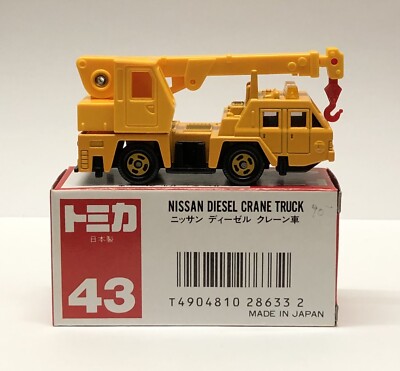 トミカ
日本製
43
NISSAN DIESEL CRANE TRUCK
ニッサン ディーゼル クレーン車
T4904810 28633 2
MADE IN JAPAN